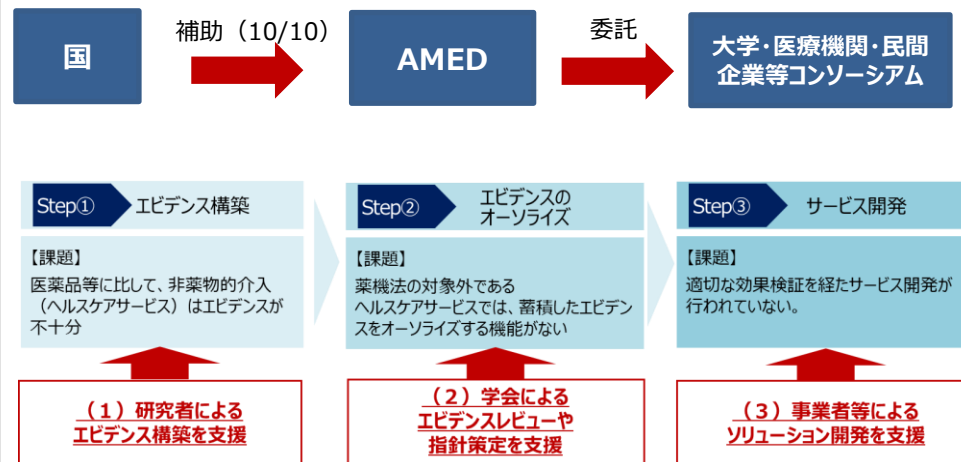 国
補助（10/10）
AMED
委託
大学・医療機関・民間
企業等コンソーシアム
Step①
エビデンス構築
【課題】
医薬品等に比して、非薬物的介入
（ヘルスケアサービス）はエビデンスが
不十分
（１）研究者による
エビデンス構築を支援
Step②
エビデンスの
オーソライズ
【課題】
薬機法の対象外である
ヘルスケアサービスでは、蓄積したエビデン
スをオーソライズする機能がない
（２）学会による
エビデンスレビューや
指針策定を支援
Step③
サービス開発
【課題】
適切な効果検証を経たサービス開発が
行われていない。
（３）事業者等による
ソリューション開発を支援